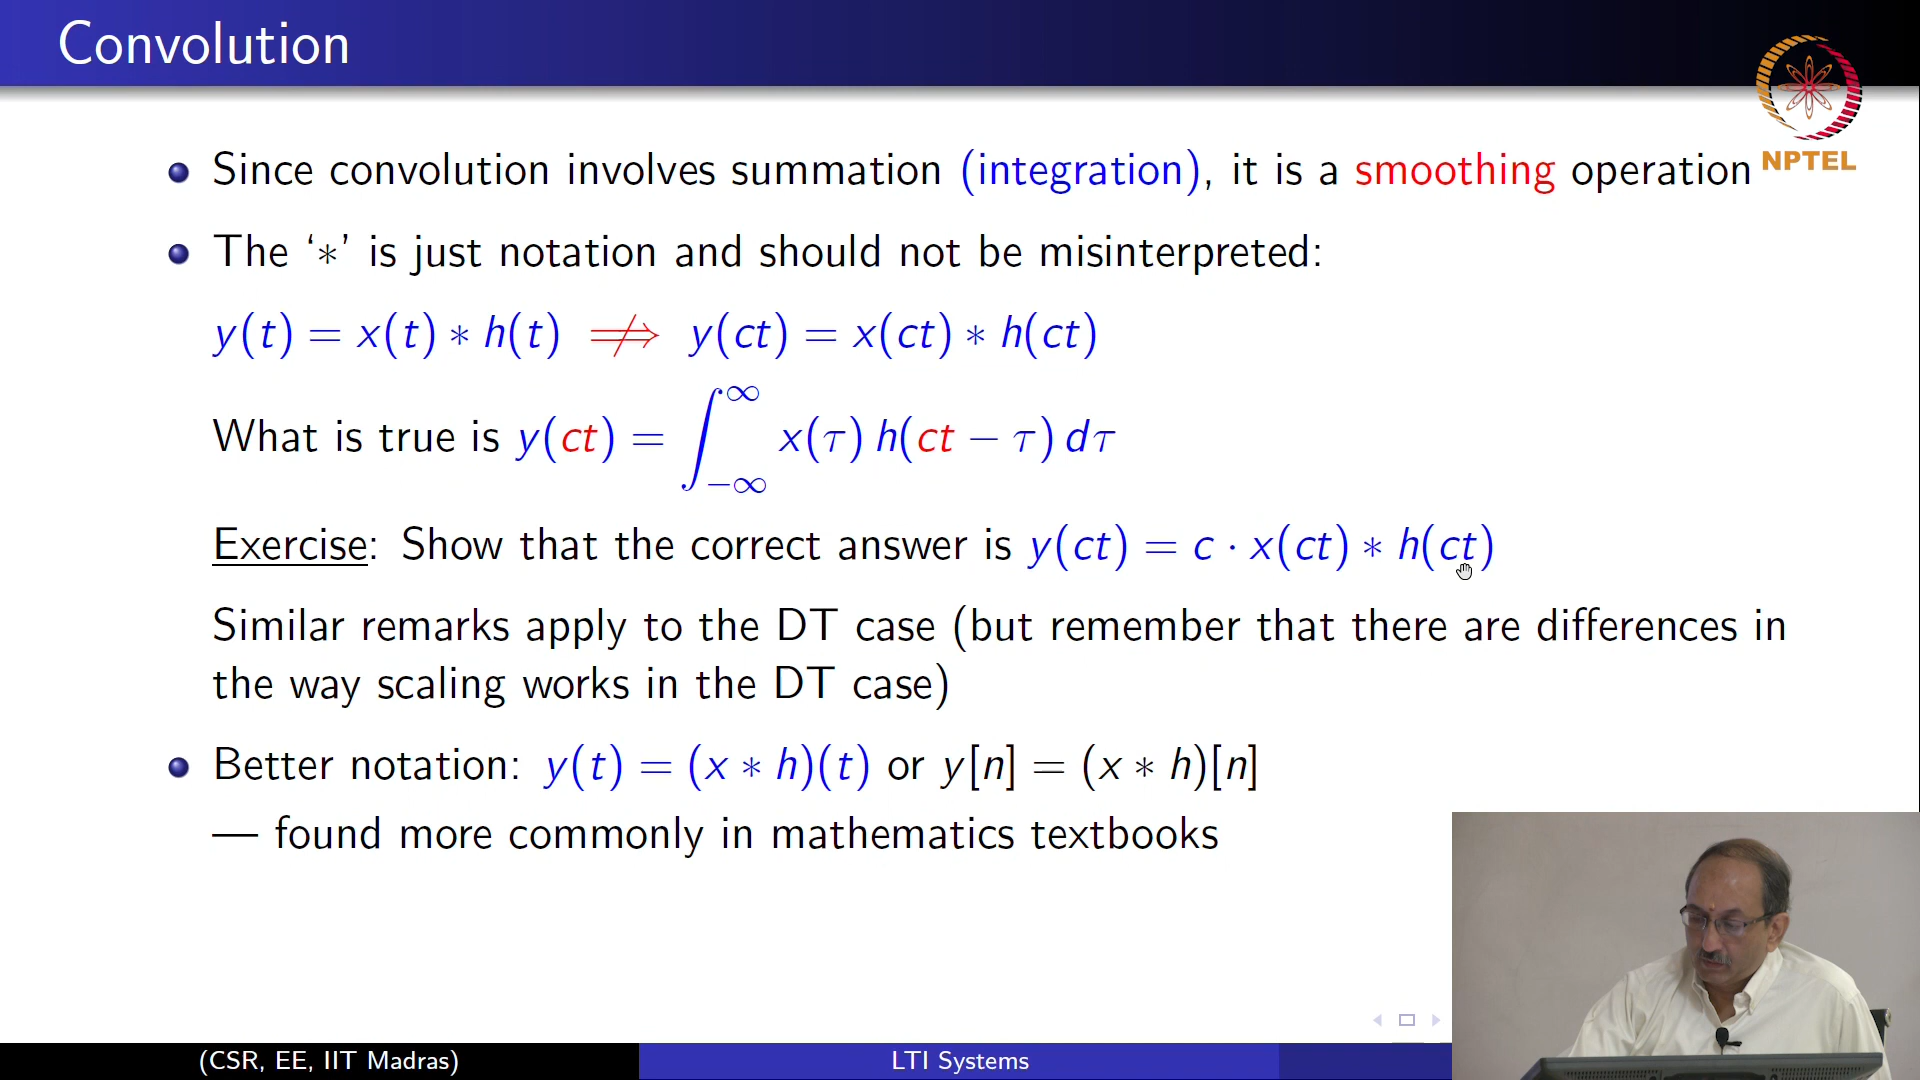 Convolution
NPTEL
Since convolution involves summation (integration), it is a smoothing operation
The ‘∗’ is just notation and should not be misinterpreted:
y(t) = x(t) ∗ h(t) ⇏ y(ct) = x(ct) ∗ h(ct)
What is true is y(ct) = ∫_{−∞}^{∞} x(τ) h(ct − τ) dτ
Exercise: Show that the correct answer is y(ct) = c · x(ct) ∗ h(ct)
Similar remarks apply to the DT case (but remember that there are differences in
the way scaling works in the DT case)
Better notation: y(t) = (x ∗ h)(t) or y[n] = (x ∗ h)[n]
— found more commonly in mathematics textbooks
(CSR, EE, IIT Madras)
LTI Systems